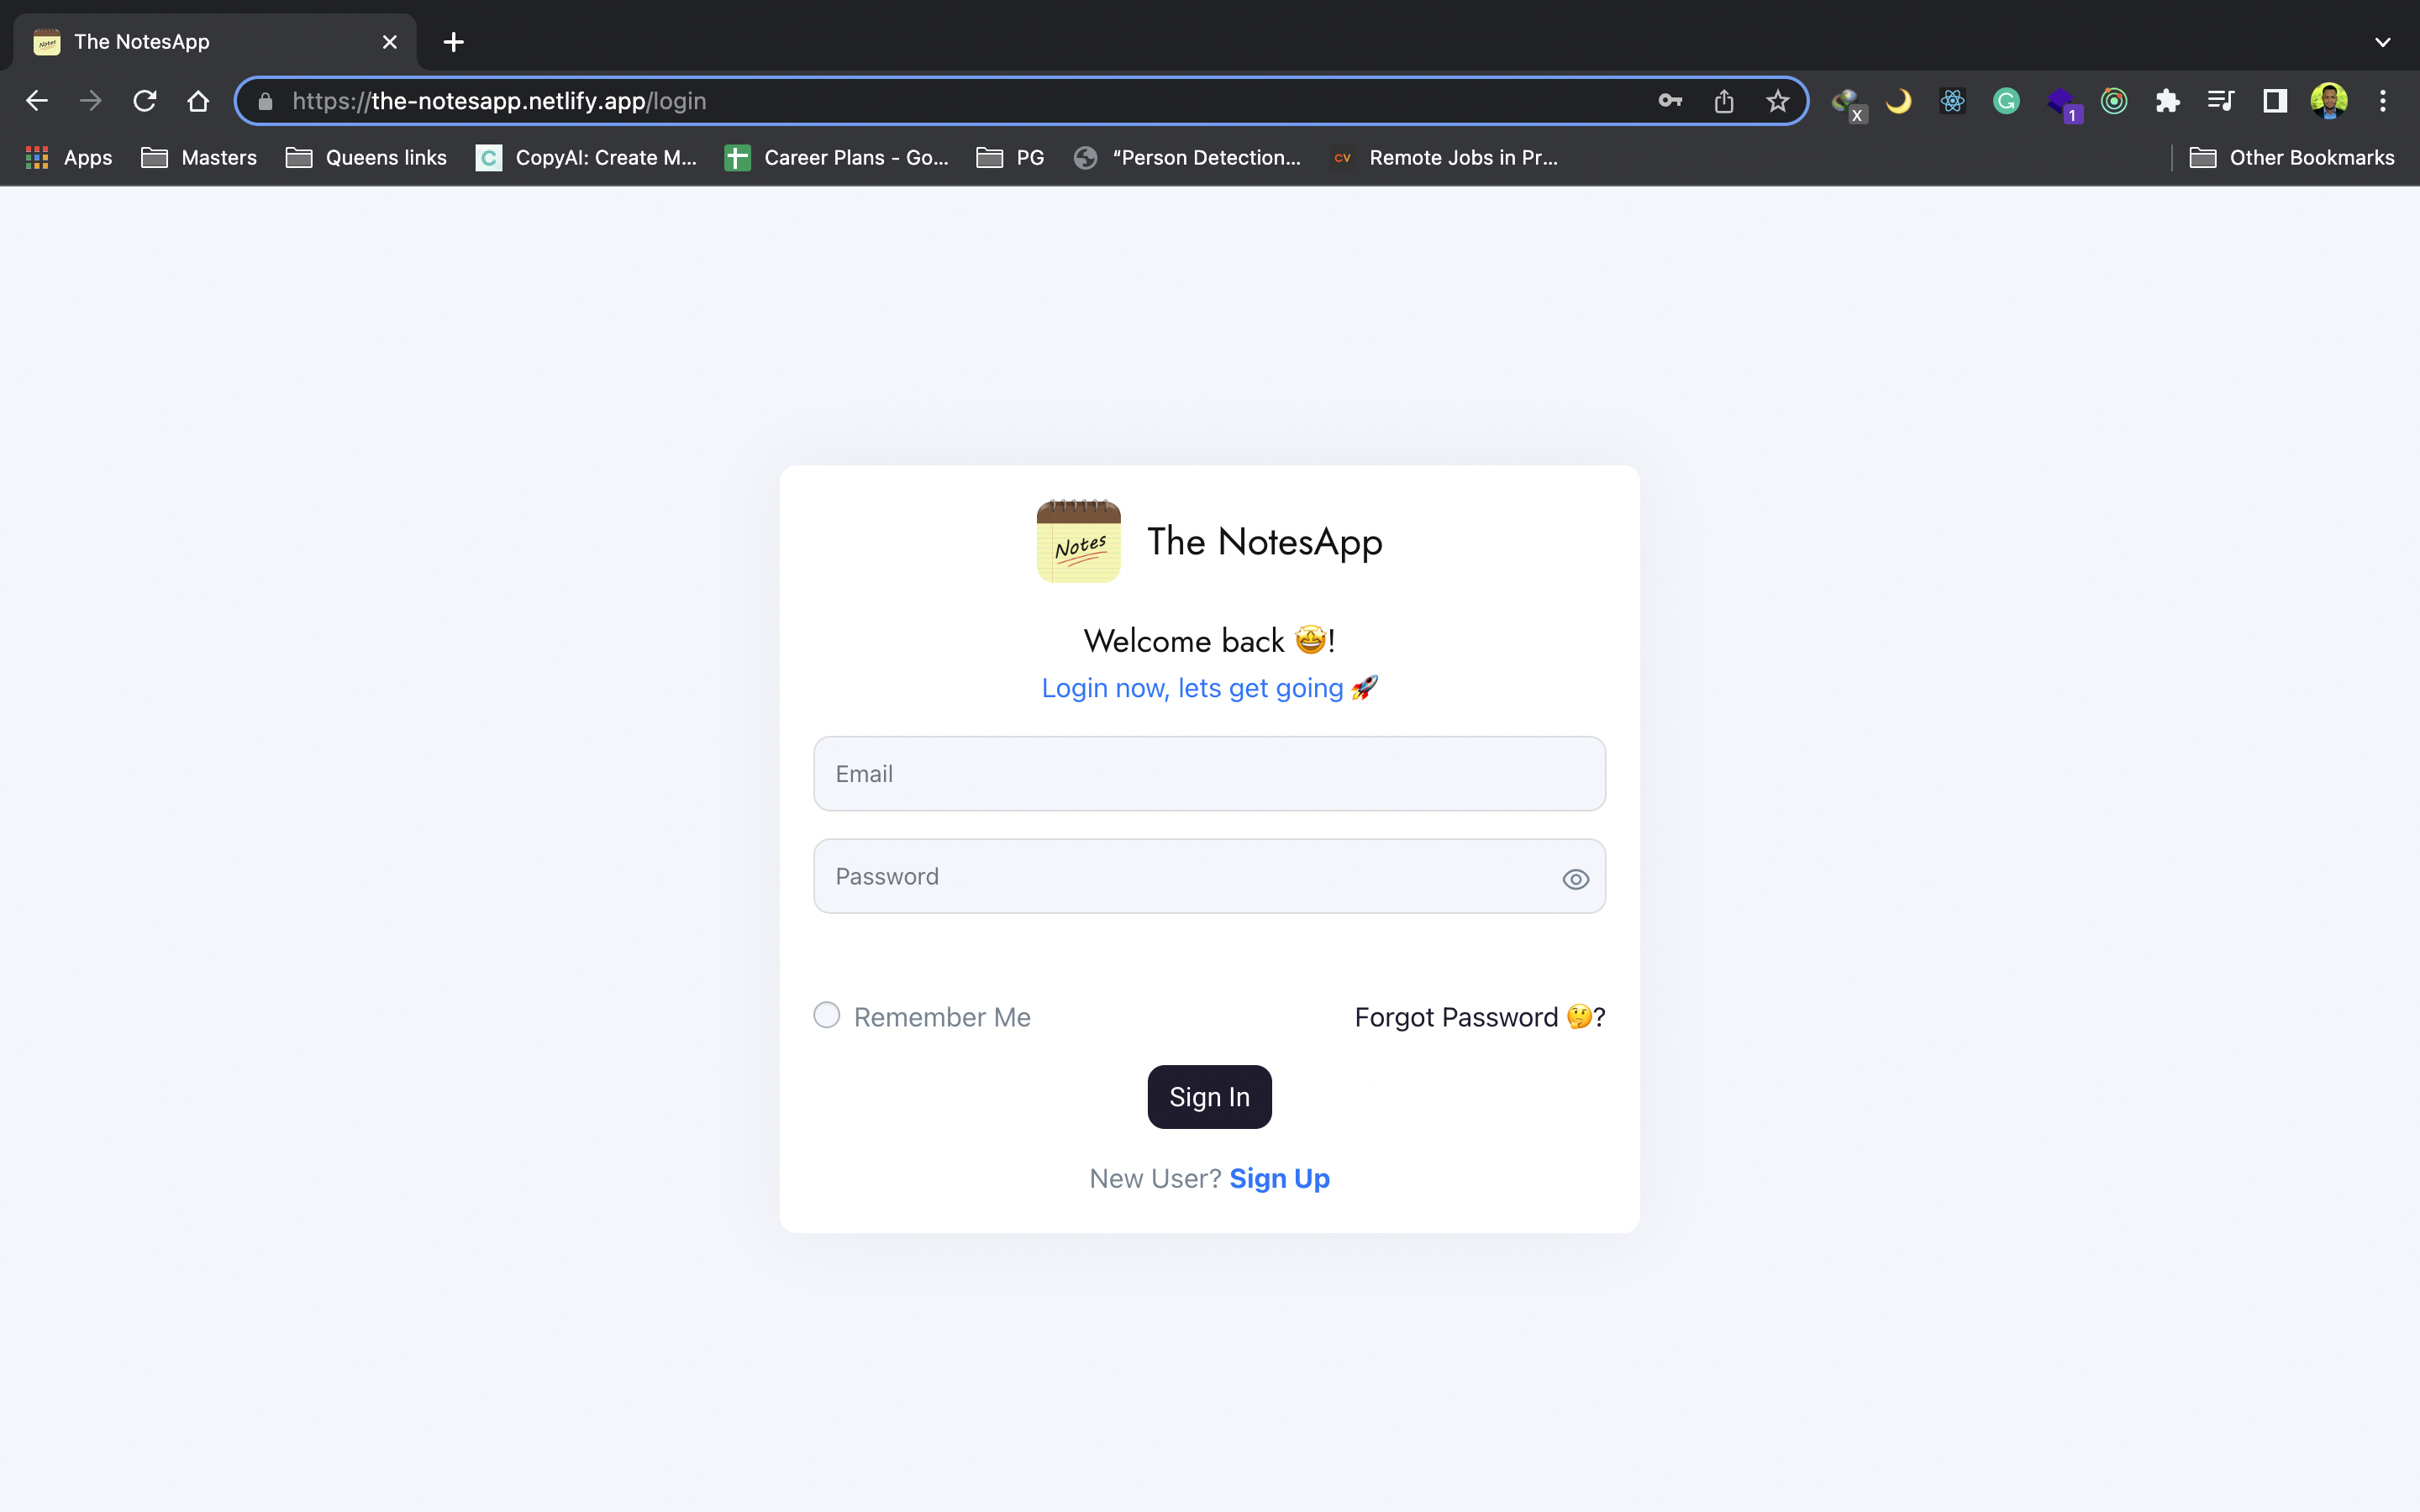 The NotesApp
https://the-notesapp.netlify.app/login
X
1
Apps
Masters
Queens links
C
CopyAI: Create M...
Career Plans - Go...
PG
“Person Detection...
CV
Remote Jobs in Pr...
Other Bookmarks
Notes
The NotesApp
Welcome back 🤩!
Login now, lets get going 🚀
Email
Password
Remember Me
Forgot Password 🤔?
Sign In
New User? Sign Up